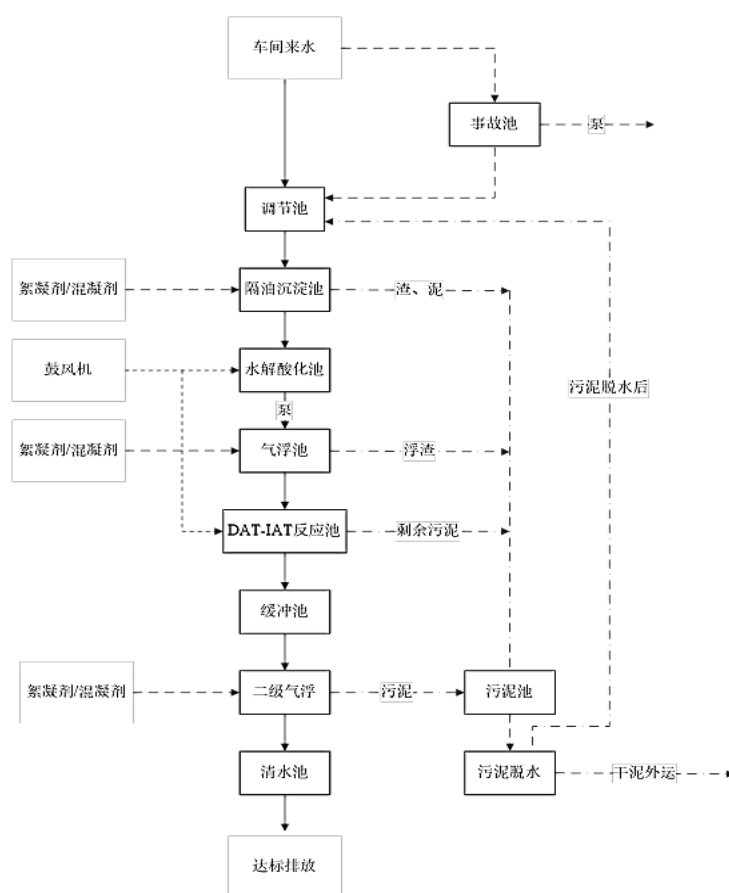 车间来水
事故池
泵
调节池
絮凝剂/混凝剂
隔油沉淀池
渣、泥
鼓风机
水解酸化池
污泥脱水后
泵
絮凝剂/混凝剂
气浮池
浮渣
DAT-IAT反应池
剩余污泥
缓冲池
絮凝剂/混凝剂
二级气浮
污泥
污泥池
清水池
污泥脱水
干泥外运
达标排放